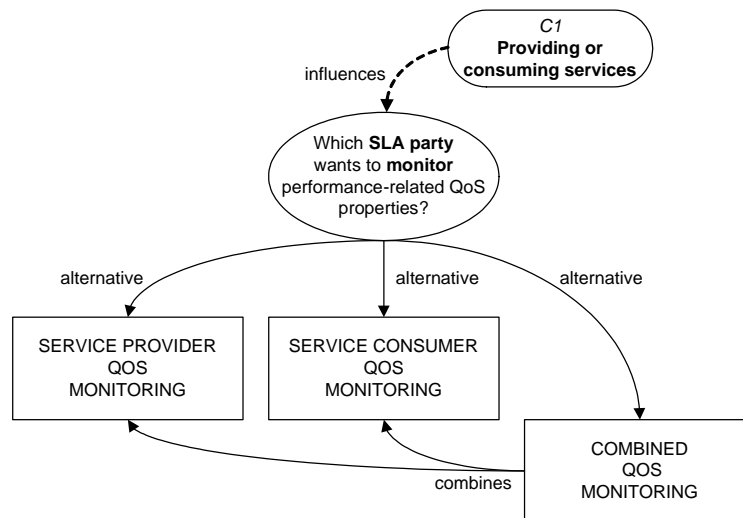 C1
Providing or
consuming services
influences
Which SLA party
wants to monitor
performance-related QoS
properties?
alternative
alternative
alternative
SERVICE PROVIDER
QOS
MONITORING
SERVICE CONSUMER
QOS
MONITORING
COMBINED
QOS
MONITORING
combines